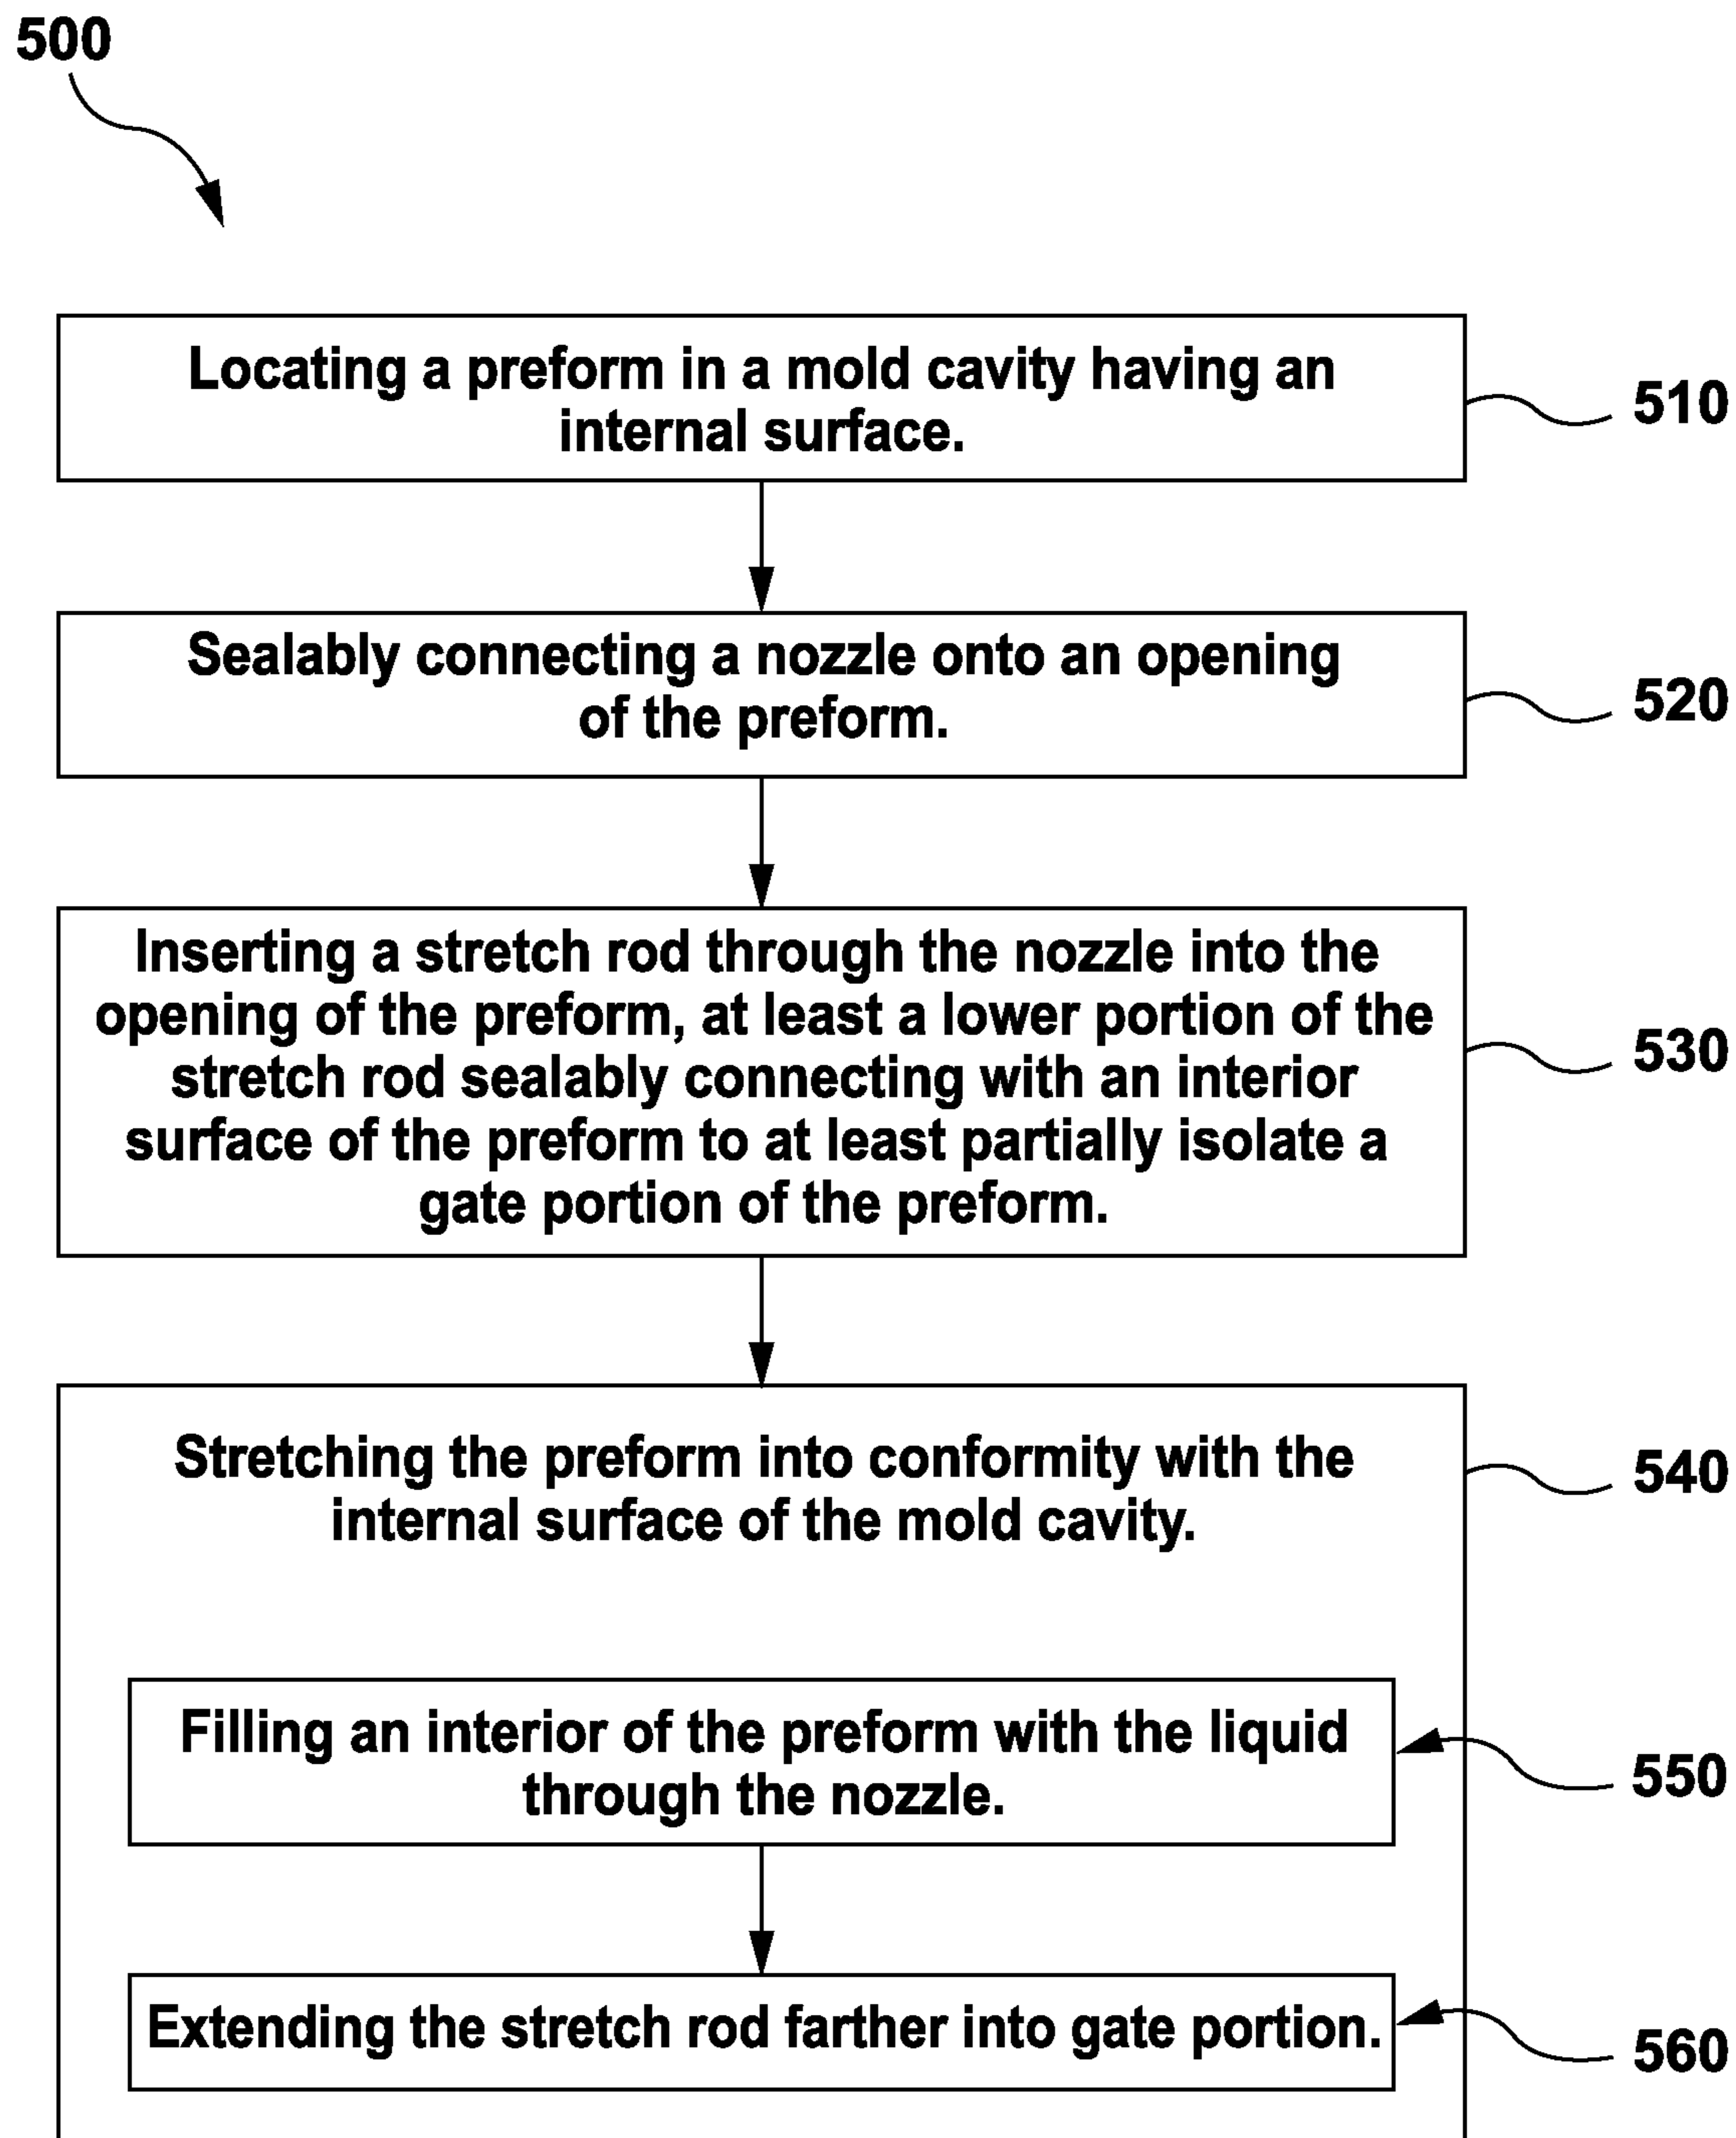 500
Locating a preform in a mold cavity having an
internal surface.
510
Sealably connecting a nozzle onto an opening
of the preform.
520
Inserting a stretch rod through the nozzle into the
opening of the preform, at least a lower portion of the
stretch rod sealably connecting with an interior
surface of the preform to at least partially isolate a
gate portion of the preform.
530
Stretching the preform into conformity with the
internal surface of the mold cavity.
540
Filling an interior of the preform with the liquid
through the nozzle.
550
Extending the stretch rod farther into gate portion.
560